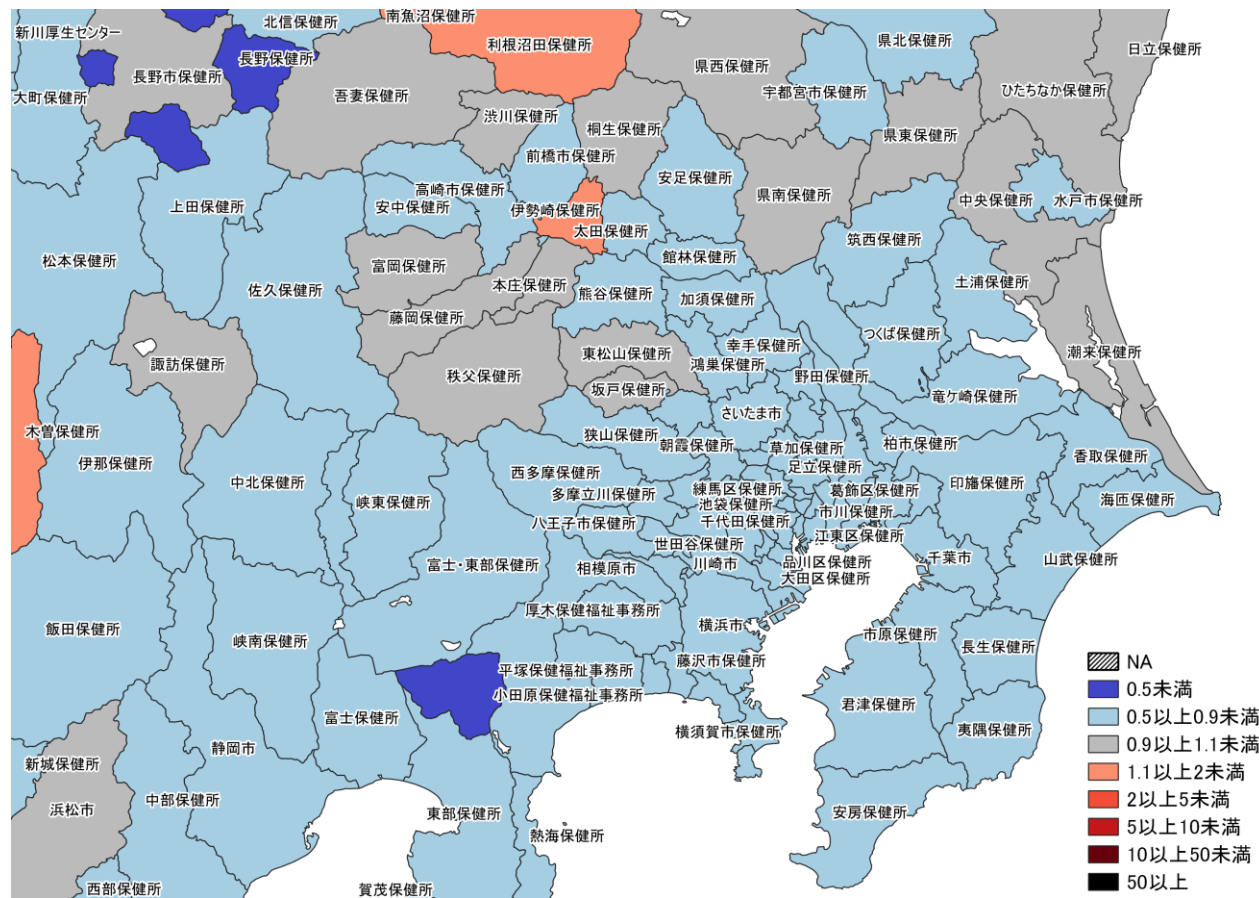 南魚沼保健所
北信保健所
新川厚生センター
利根沼田保健所
県北保健所
日立保健所
長野保健所
県西保健所
長野市保健所
ひたちなか保健所
宇都宮市保健所
大町保健所
吾妻保健所
渋川保健所
桐生保健所
県東保健所
前橋市保健所
安足保健所
高崎市保健所
県南保健所
中央保健所
水戸市保健所
上田保健所
安中保健所
伊勢崎保健所
太田保健所
筑西保健所
館林保健所
土浦保健所
松本保健所
富岡保健所
佐久保健所
本庄保健所
熊谷保健所
加須保健所
藤岡保健所
つくば保健所
幸手保健所
東松山保健所
潮来保健所
諏訪保健所
鴻巣保健所
秩父保健所
野田保健所
坂戸保健所
竜ケ崎保健所
さいたま市
木曽保健所
狭山保健所
朝霞保健所
草加保健所
柏市保健所
伊那保健所
香取保健所
西多摩保健所
足立保健所
中北保健所
峡東保健所
練馬区保健所
葛飾区保健所
印旛保健所
多摩立川保健所
海匝保健所
池袋保健所
市川保健所
八王子市保健所
千代田保健所
江東区保健所
世田谷保健所
千葉市
山武保健所
富士・東部保健所
相模原市
川崎市
品川区保健所
大田区保健所
厚木保健福祉事務所
飯田保健所
峡南保健所
横浜市
市原保健所
長生保健所
藤沢市保健所
平塚保健福祉事務所
小田原保健福祉事務所
君津保健所
富士保健所
横須賀市保健所
夷隅保健所
静岡市
新城保健所
中部保健所
浜松市
東部保健所
安房保健所
熱海保健所
西部保健所
賀茂保健所
NA
0.5未満
0.5以上0.9未満
0.9以上1.1未満
1.1以上2未満
2以上5未満
5以上10未満
10以上50未満
50以上